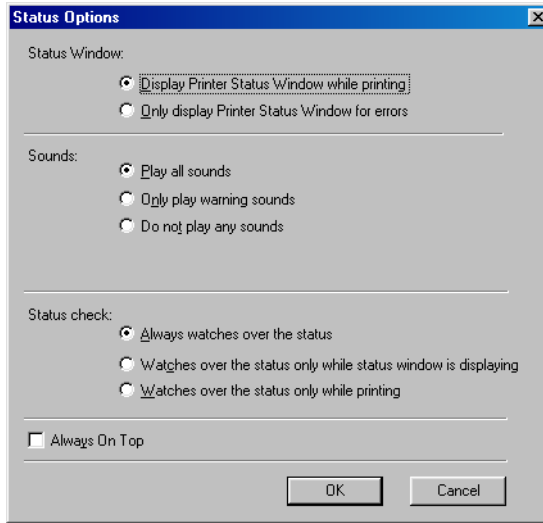 Status Options
Status Window:
Display Printer Status Window while printing
Only display Printer Status Window for errors
Sounds:
Play all sounds
Only play warning sounds
Do not play any sounds
Status check:
Always watches over the status
Watches over the status only while status window is displaying
Watches over the status only while printing
Always On Top
OK
Cancel